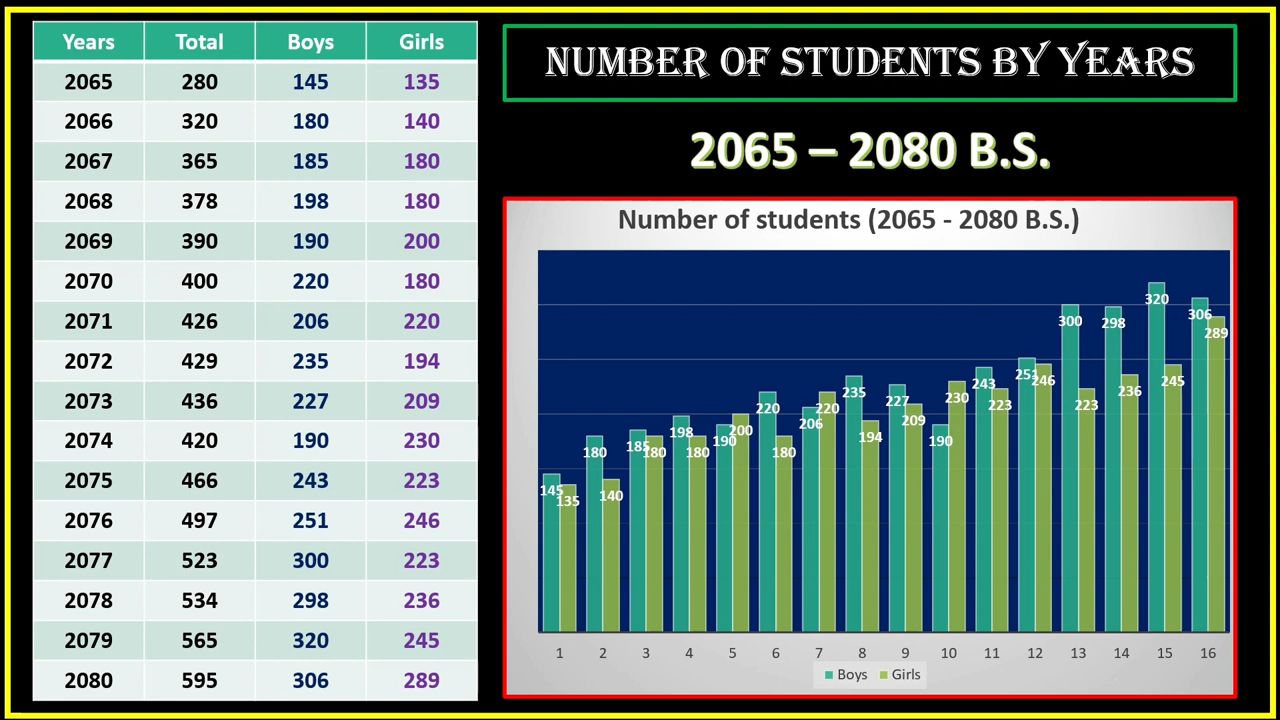 Years Total Boys Girls
2065 280 145 135
2066 320 180 140
2067 365 185 180
2068 378 198 180
2069 390 190 200
2070 400 220 180
2071 426 206 220
2072 429 235 194
2073 436 227 209
2074 420 190 230
2075 466 243 223
2076 497 251 246
2077 523 300 223
2078 534 298 236
2079 565 320 245
2080 595 306 289
NUMBER OF STUDENTS BY YEARS
2065 – 2080 B.S.
Number of students (2065 - 2080 B.S.)
145 135 180 140 185 180 198 180 190 200 220 180 206 220 235 194 227 209 190 230 243 223 251 246 300 223 298 236 320 245 306 289
1 2 3 4 5 6 7 8 9 10 11 12 13 14 15 16
Boys Girls